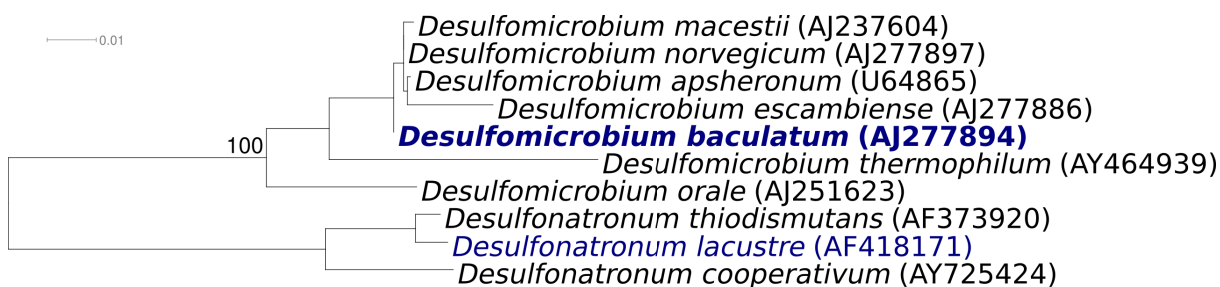 0.01
Desulfomicrobium macestii (AJ237604)
Desulfomicrobium norvegicum (AJ277897)
Desulfomicrobium apsheronum (U64865)
Desulfomicrobium escambiense (AJ277886)
Desulfomicrobium baculatum (AJ277894)
100
Desulfomicrobium thermophilum (AY464939)
Desulfomicrobium orale (AJ251623)
Desulfonatronum thiodismutans (AF373920)
Desulfonatronum lacustre (AF418171)
Desulfonatronum cooperativum (AY725424)